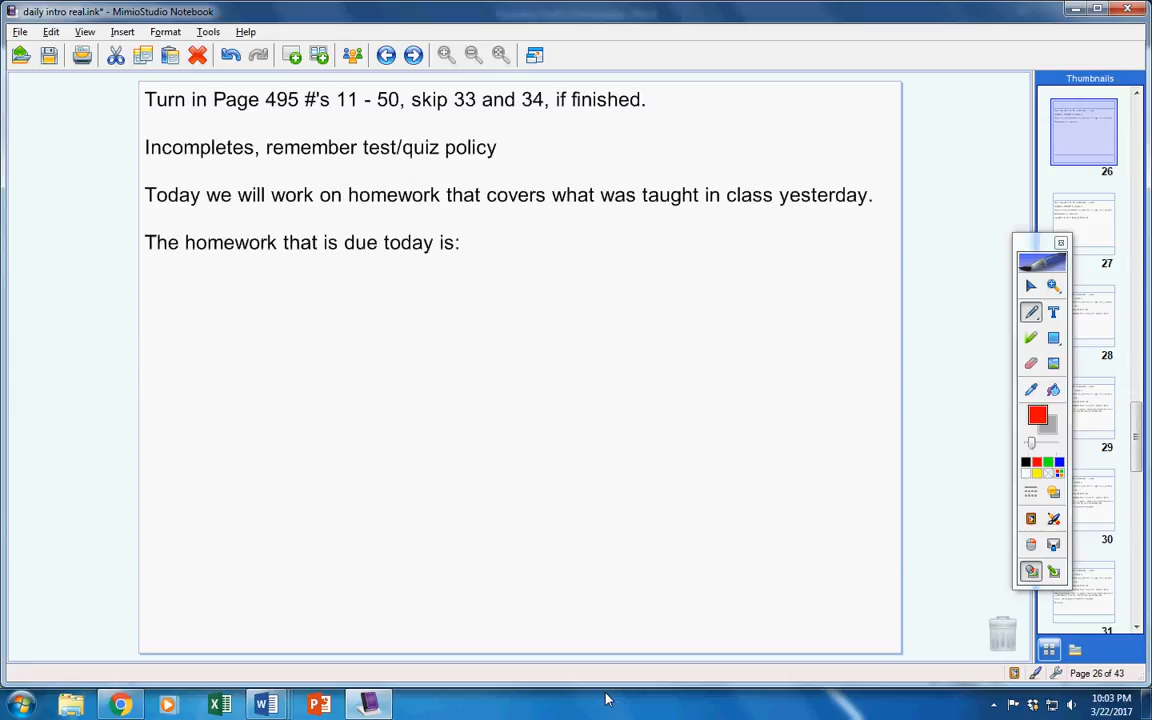 daily intro real.ink* - MimioStudio Notebook
File Edit View Insert Format Tools Help
Turn in Page 495 #'s 11 - 50, skip 33 and 34, if finished.
Incompletes, remember test/quiz policy
Today we will work on homework that covers what was taught in class yesterday.
The homework that is due today is:
Thumbnails
26
27
28
29
30
31
Page 26 of 43
10:03 PM
3/22/2017